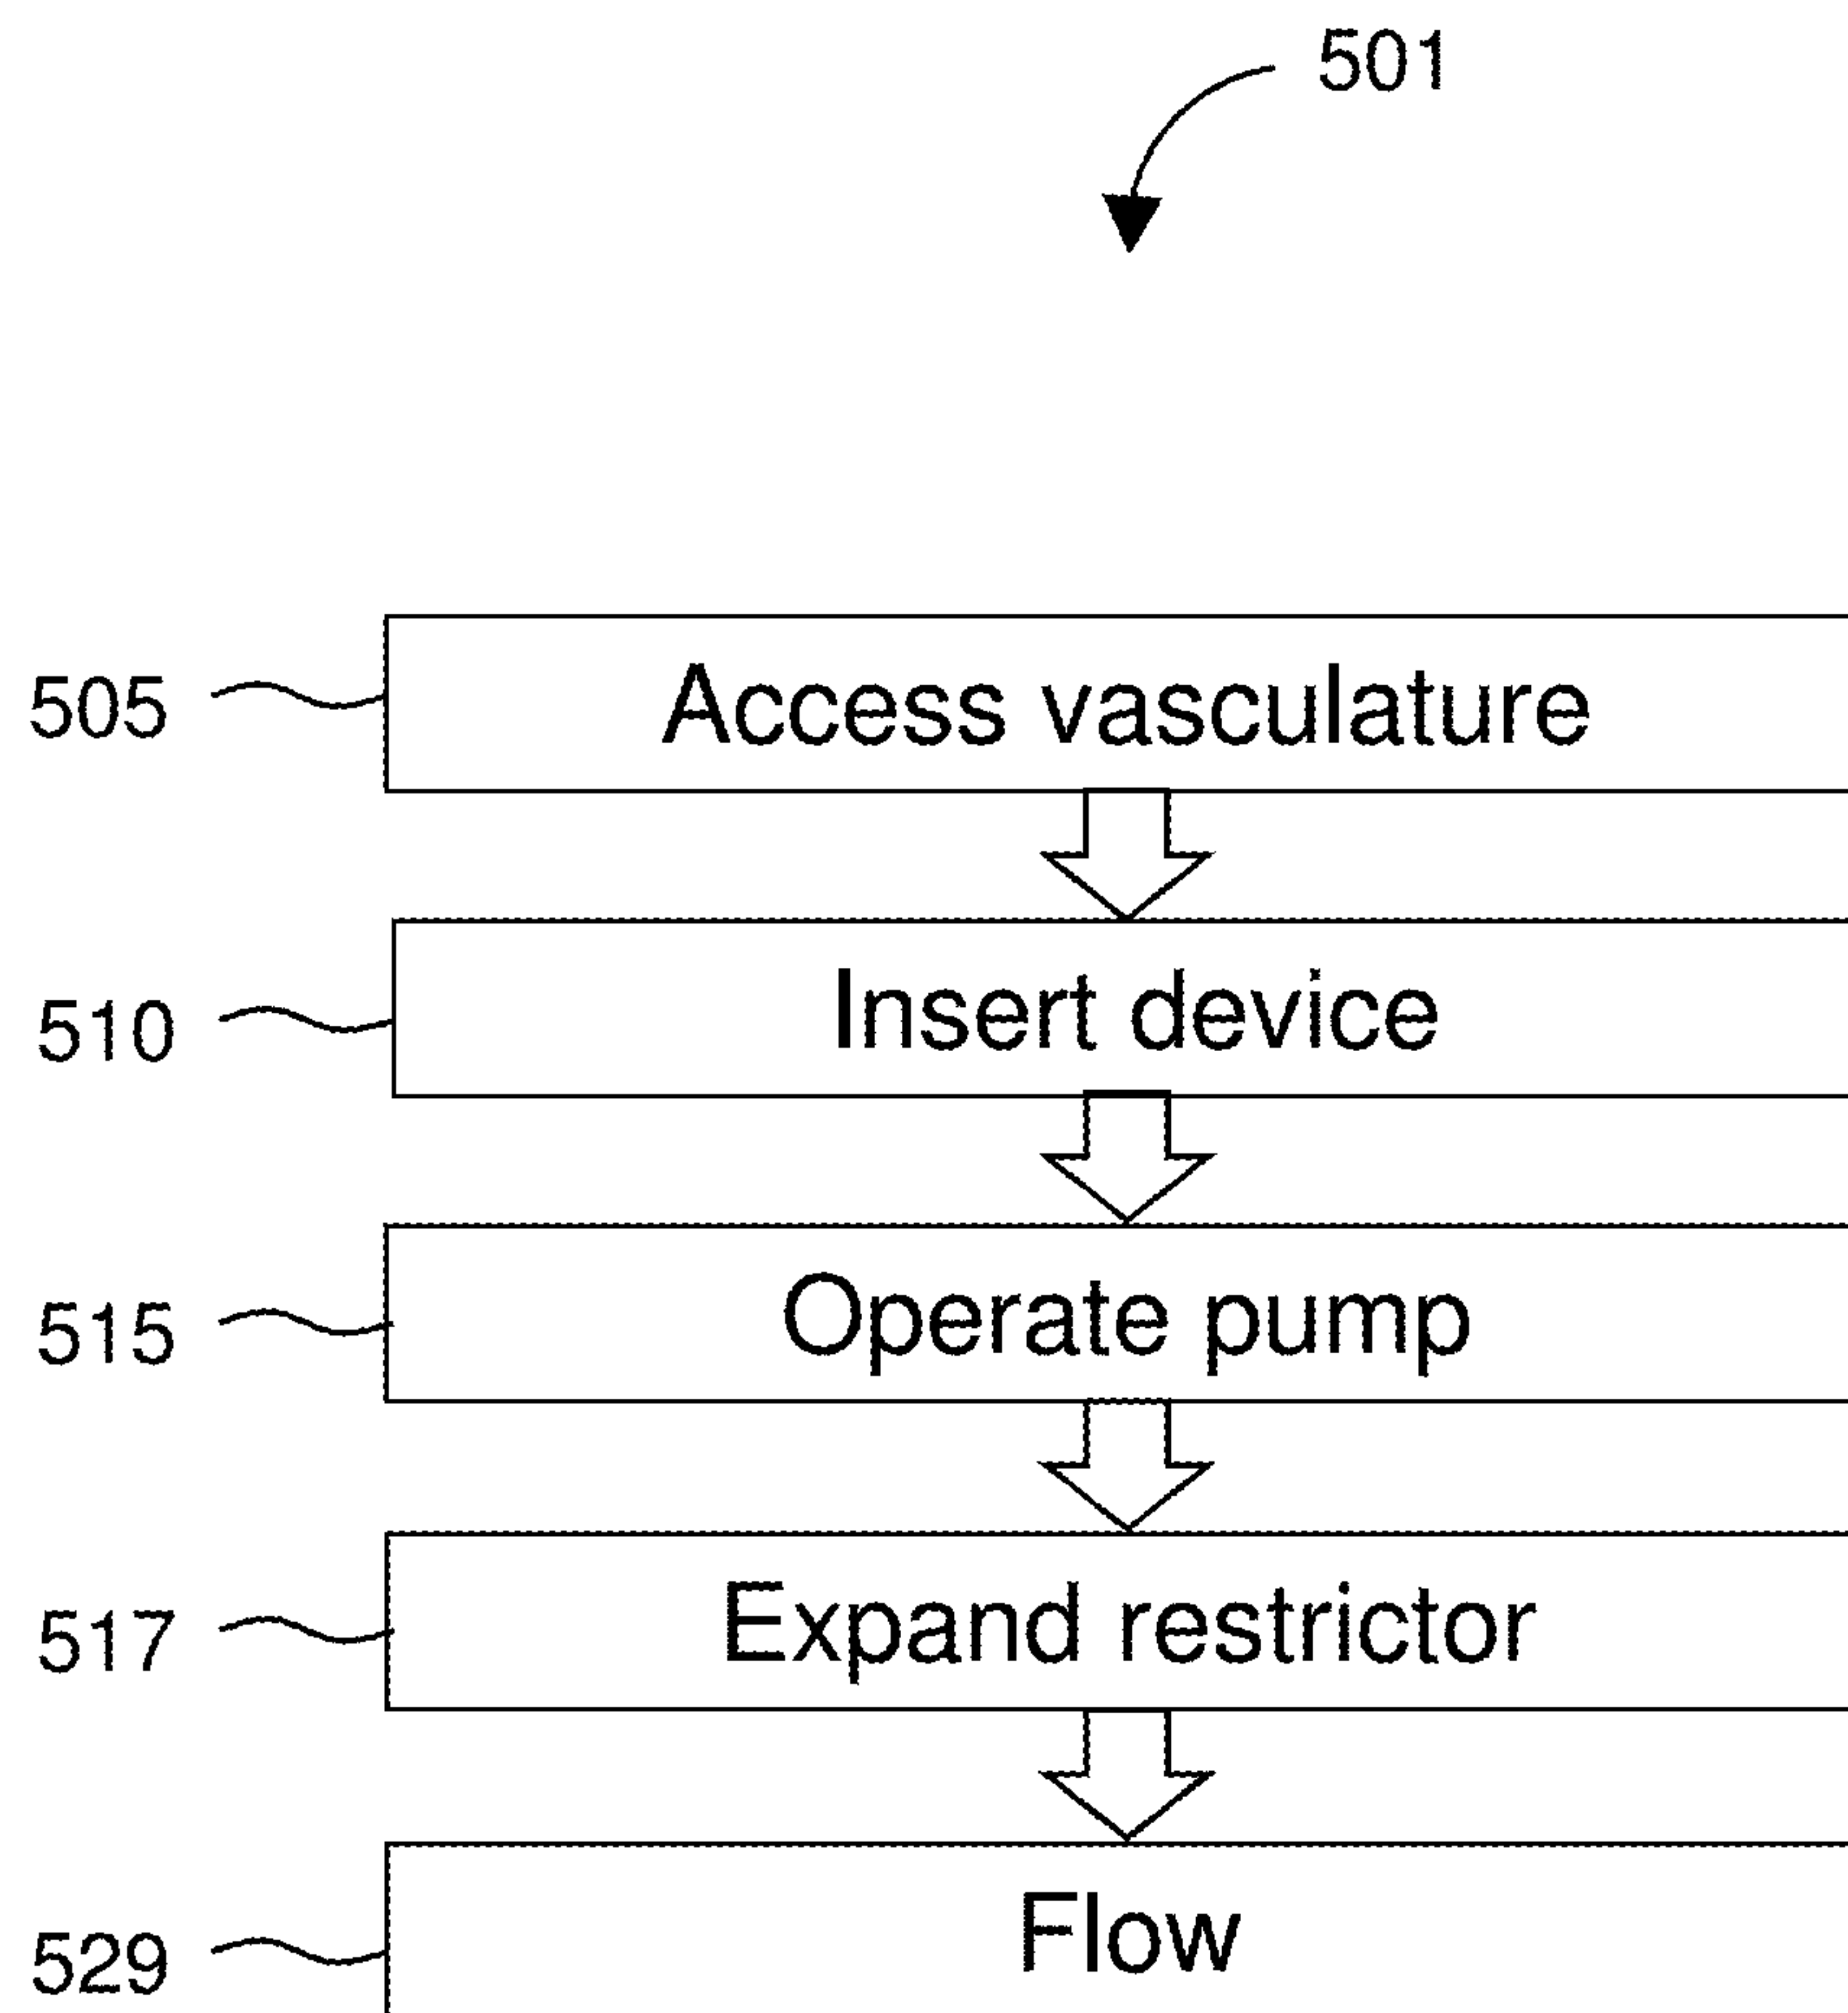 501
505 Access vasculature
510 Insert device
515 Operate pump
517 Expand restrictor
529 Flow